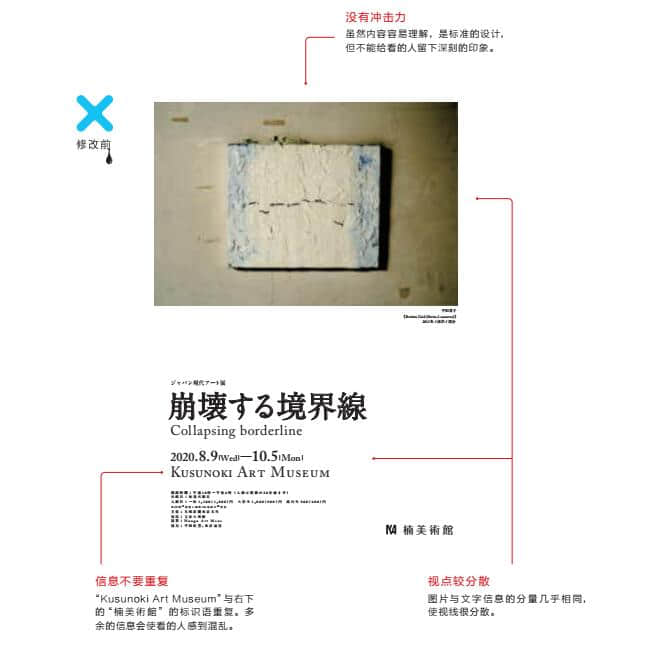 没有冲击力
虽然内容容易理解，是标准的设计，
但不能给看的人留下深刻的印象。
修改前
ジャパン現代アート展
崩壊する境界線
Collapsing borderline
2020.8.9(Wed)—10.5(Mon)
KUSUNOKI ART MUSEUM
楠美術館
信息不要重复
“Kusunoki Art Museum”与右下
的“楠美術館”的标识语重复。多
余的信息会使看的人感到混乱。
视点较分散
图片与文字信息的分量几乎相同，
使视线很分散。